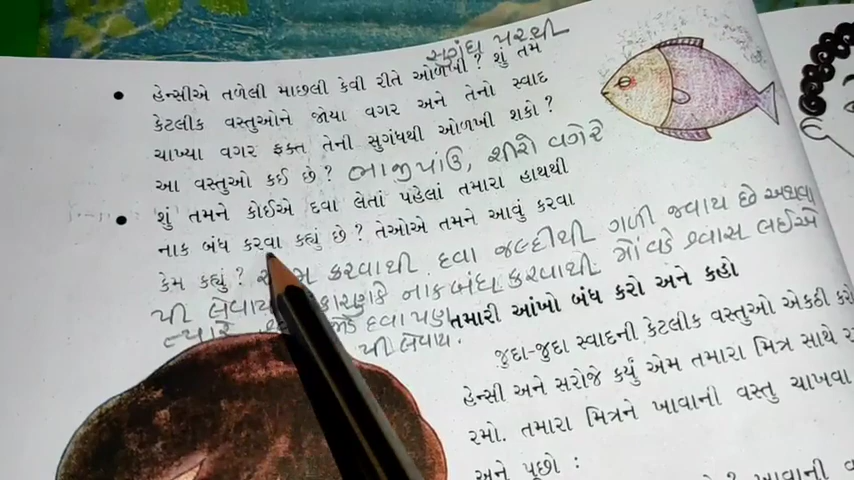 સુગંધ પરથી
હેન્સીએ તળેલી માછલી કેવી રીતે ઓળખી? શું તમે
કેટલીક વસ્તુઓને જોયા વગર અને તેનો સ્વાદ
ચાખ્યા વગર ફક્ત તેની સુગંધથી ઓળખી શકો?
આ વસ્તુઓ કઈ છે? ભાજીપાંઉ, શીરો વગેરે
શું તમને કોઈએ દવા લેતાં પહેલાં તમારા હાથથી
નાક બંધ કરવા કહ્યું છે? તેઓએ તમને આવું કરવા
કેમ કહ્યું? કરવાથી દવા જલ્દીથી ગળી જવાય છે અથવા
પી લેવાય કારણકે નાક બંધ કરવાથી મોં વડે શ્વાસ લઈએ
ત્યારે દવા પણ
પી લેવાય.
તમારી આંખો બંધ કરો અને કહો
જુદા-જુદા સ્વાદની કેટલીક વસ્તુઓ એકઠી કરો
હેન્સી અને સરોજે કર્યું એમ તમારા મિત્ર સાથે
રમો. તમારા મિત્રને ખાવાની વસ્તુ ચાખવા
અને પૂછો :
ખાવાની